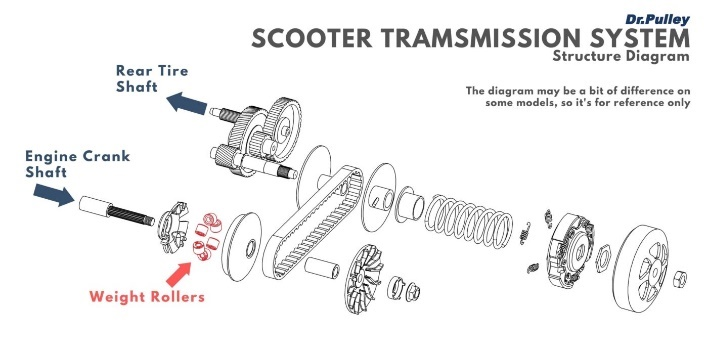 Dr.Pulley
SCOOTER TRAMSMISSION SYSTEM
Structure Diagram
The diagram may be a bit of difference on
some models, so it's for reference only
Rear Tire
Shaft
Engine Crank
Shaft
Weight Rollers